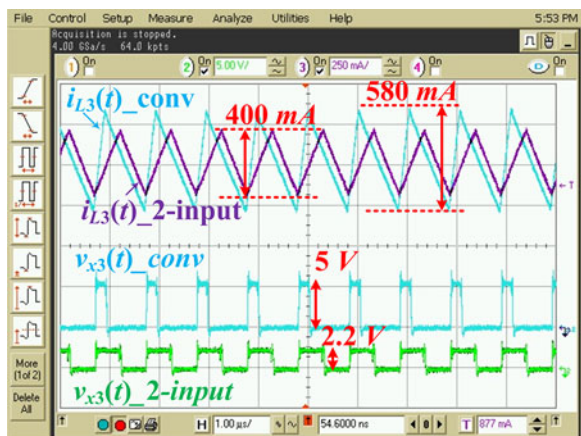 File Control Setup Measure Analyze Utilities Help 5:53 PM
Acquisition is stopped.
4.00 GSa/s 64.0 kpts
1) On 2) On 5.00 V/ 3) On 250 mA/ 4) On
iL3(t)_conv
400 mA
580 mA
T
iL3(t)_2-input
vx3(t)_conv
5 V
2.2 V
vx3(t)_2-input
More
(1 of 2)
Delete
All
H 1.00 µs/ 54.6000 ns 0 T 877 mA